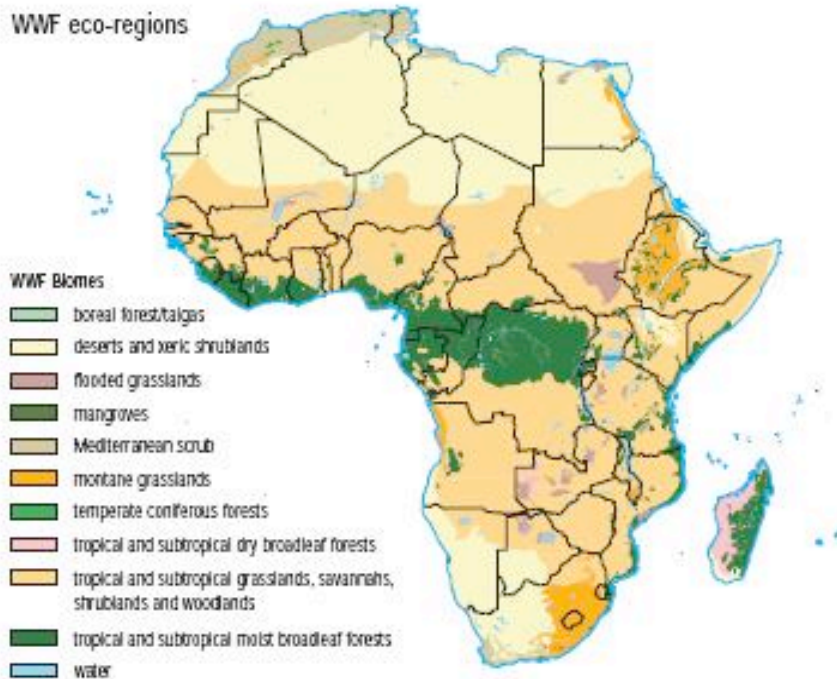 WWF eco-regions
WWF Biomes
boreal forest/taigas
deserts and xeric shrublands
flooded grasslands
mangroves
Mediterranean scrub
montane grasslands
temperate coniferous forests
tropical and subtropical dry broadleaf forests
tropical and subtropical grasslands, savannahs,
shrublands and woodlands
tropical and subtropical moist broadleaf forests
water